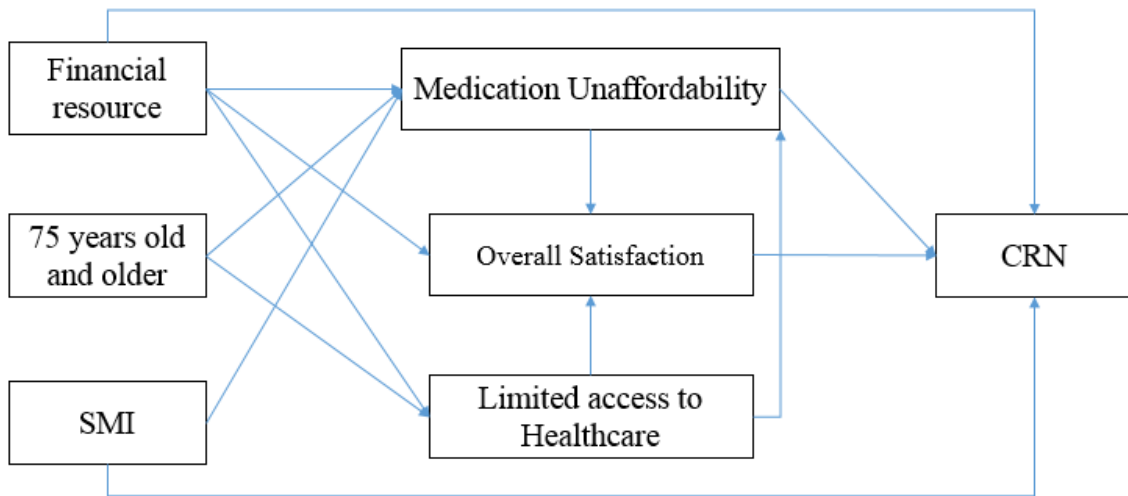 Financial
resource
Medication Unaffordability
75 years old
and older
Overall Satisfaction
CRN
SMI
Limited access to
Healthcare